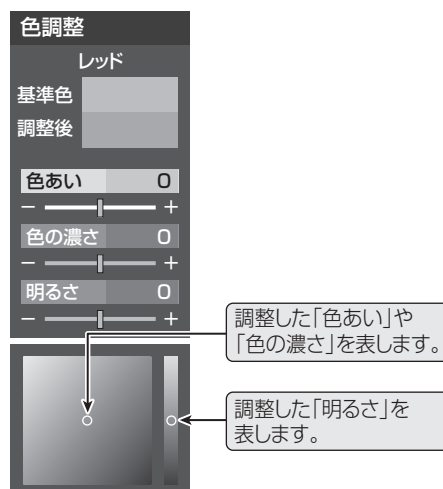 色調整
レッド
基準色
調整後
色あい 0
− +
色の濃さ 0
− +
明るさ 0
− +
調整した「色あい」や
「色の濃さ」を表します。
調整した「明るさ」を
表します。